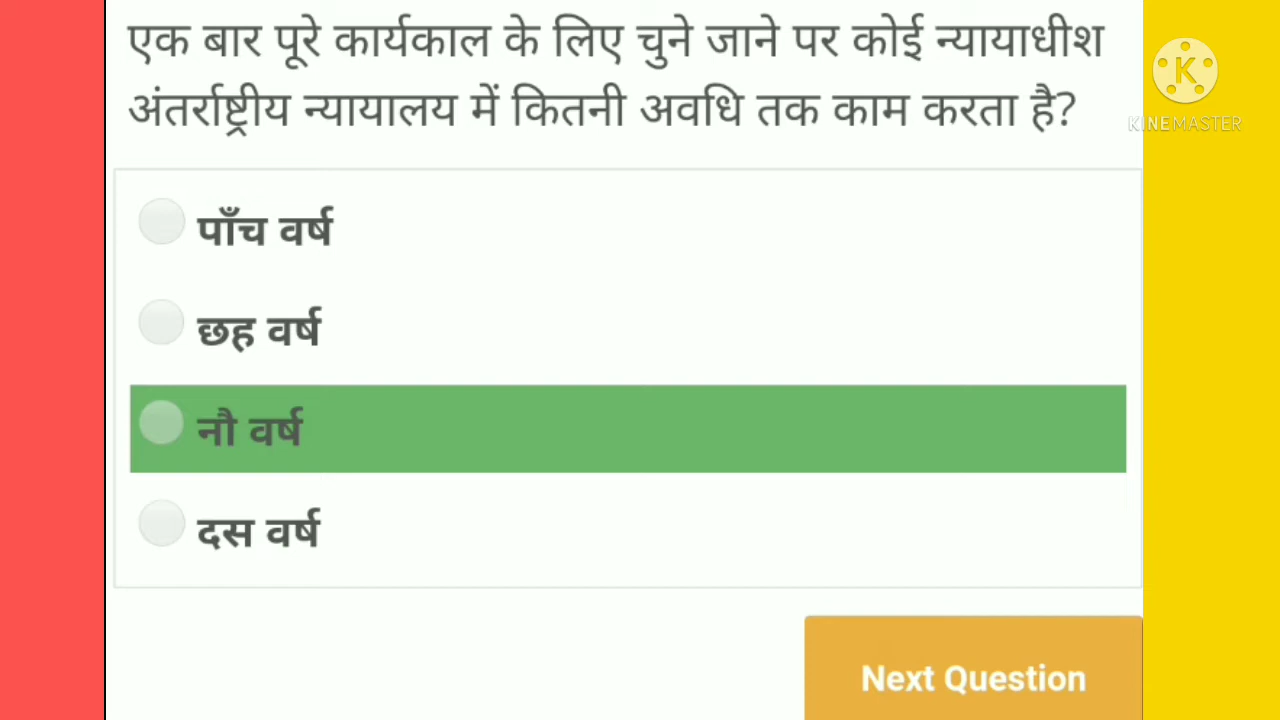 एक बार पूरे कार्यकाल के लिए चुने जाने पर कोई न्यायाधीश
अंतर्राष्ट्रीय न्यायालय में कितनी अवधि तक काम करता है?
K
KINEMASTER
पाँच वर्ष
छह वर्ष
नौ वर्ष
दस वर्ष
Next Question